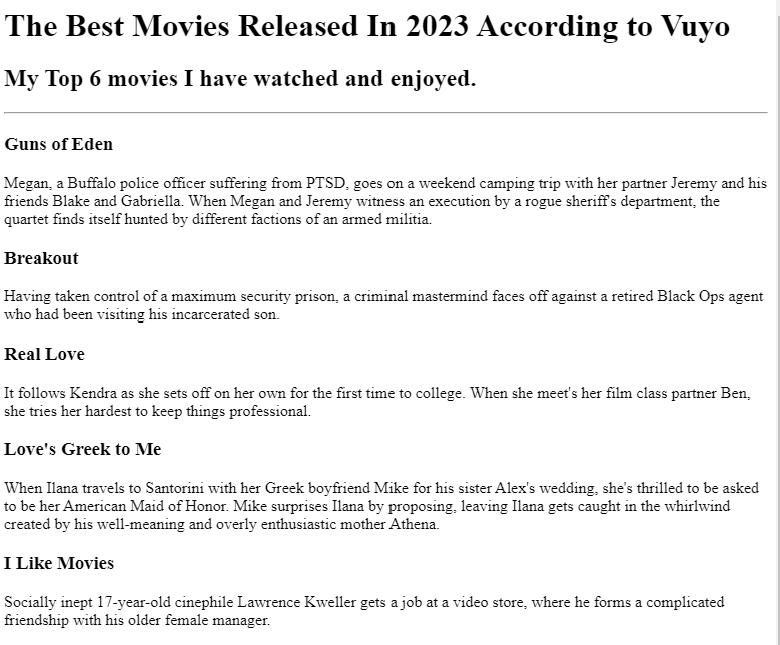 The Best Movies Released In 2023 According to Vuyo
My Top 6 movies I have watched and enjoyed.
Guns of Eden
Megan, a Buffalo police officer suffering from PTSD, goes on a weekend camping trip with her partner Jeremy and his
friends Blake and Gabriella. When Megan and Jeremy witness an execution by a rogue sheriff's department, the
quartet finds itself hunted by different factions of an armed militia.
Breakout
Having taken control of a maximum security prison, a criminal mastermind faces off against a retired Black Ops agent
who had been visiting his incarcerated son.
Real Love
It follows Kendra as she sets off on her own for the first time to college. When she meet's her film class partner Ben,
she tries her hardest to keep things professional.
Love's Greek to Me
When Ilana travels to Santorini with her Greek boyfriend Mike for his sister Alex's wedding, she's thrilled to be asked
to be her American Maid of Honor. Mike surprises Ilana by proposing, leaving Ilana gets caught in the whirlwind
created by his well-meaning and overly enthusiastic mother Athena.
I Like Movies
Socially inept 17-year-old cinephile Lawrence Kweller gets a job at a video store, where he forms a complicated
friendship with his older female manager.